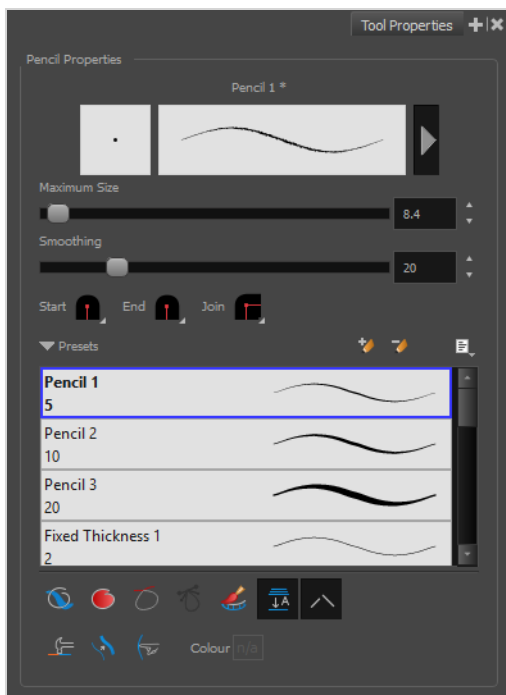 Tool Properties
Pencil Properties
Pencil 1 *
Maximum Size
8.4
Smoothing
20
Start End Join
Presets
Pencil 1
5
Pencil 2
10
Pencil 3
20
Fixed Thickness 1
2
A
Colour n/a